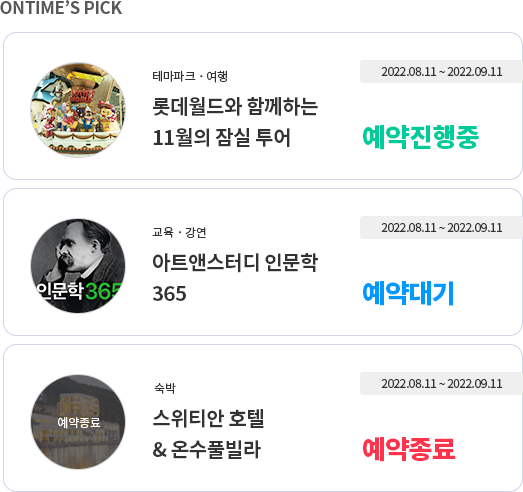 ONTIME’S PICK
테마파크 · 여행
2022.08.11 ~ 2022.09.11
롯데월드와 함께하는
11월의 잠실 투어
예약진행중
교육 · 강연
2022.08.11 ~ 2022.09.11
아트앤스터디 인문학
365
예약대기
인문학 365
숙박
2022.08.11 ~ 2022.09.11
스위티안 호텔
& 온수풀빌라
예약종료
예약종료